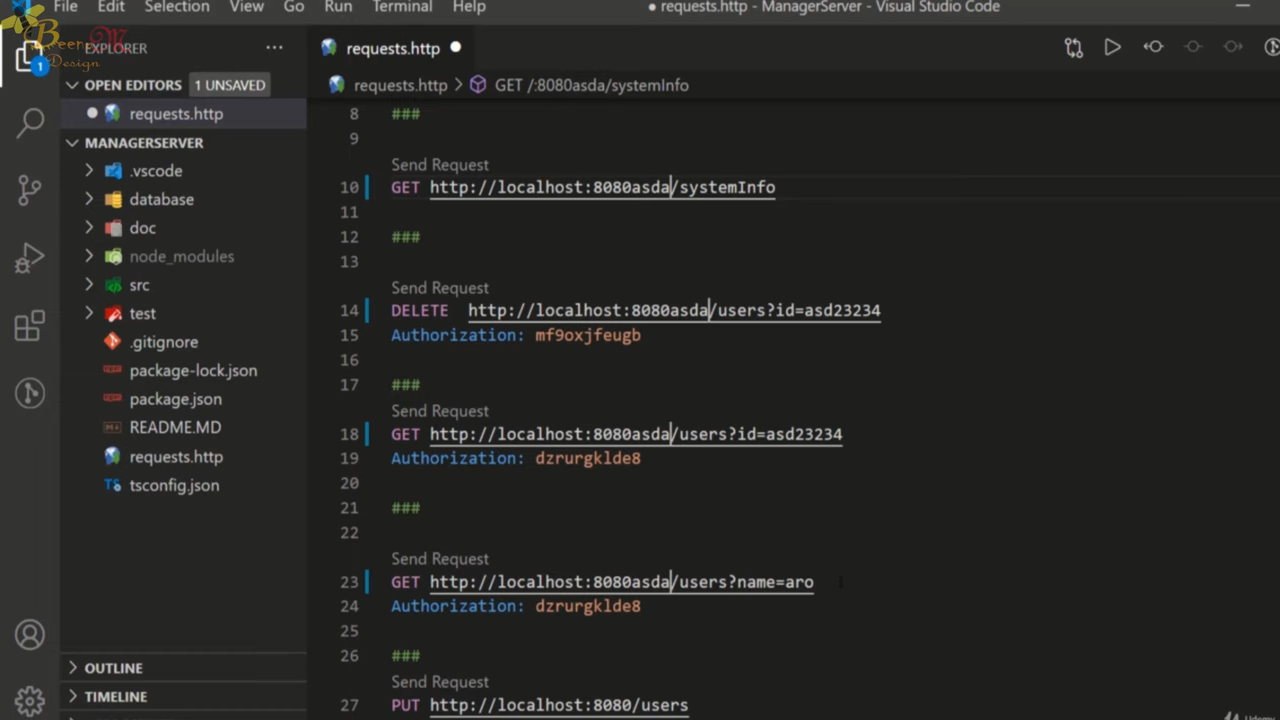 File Edit Selection View Go Run Terminal Help
● requests.http - ManagerServer - Visual Studio Code
Beena M
Design
EXPLORER
···
requests.http ●
1
OPEN EDITORS 1 UNSAVED
● requests.http
requests.http > GET /:8080asda/systemInfo
MANAGERSERVER
.vscode
database
doc
node_modules
src
test
.gitignore
package-lock.json
package.json
README.MD
requests.http
tsconfig.json
OUTLINE
TIMELINE
8 ###
9
Send Request
10 GET http://localhost:8080asda/systemInfo
11
12 ###
13
Send Request
14 DELETE  http://localhost:8080asda/users?id=asd23234
15 Authorization: mf9oxjfeugb
16
17 ###
Send Request
18 GET http://localhost:8080asda/users?id=asd23234
19 Authorization: dzrurgklde8
20
21 ###
22
Send Request
23 GET http://localhost:8080asda/users?name=aro
24 Authorization: dzrurgklde8
25
26 ###
Send Request
27 PUT http://localhost:8080/users